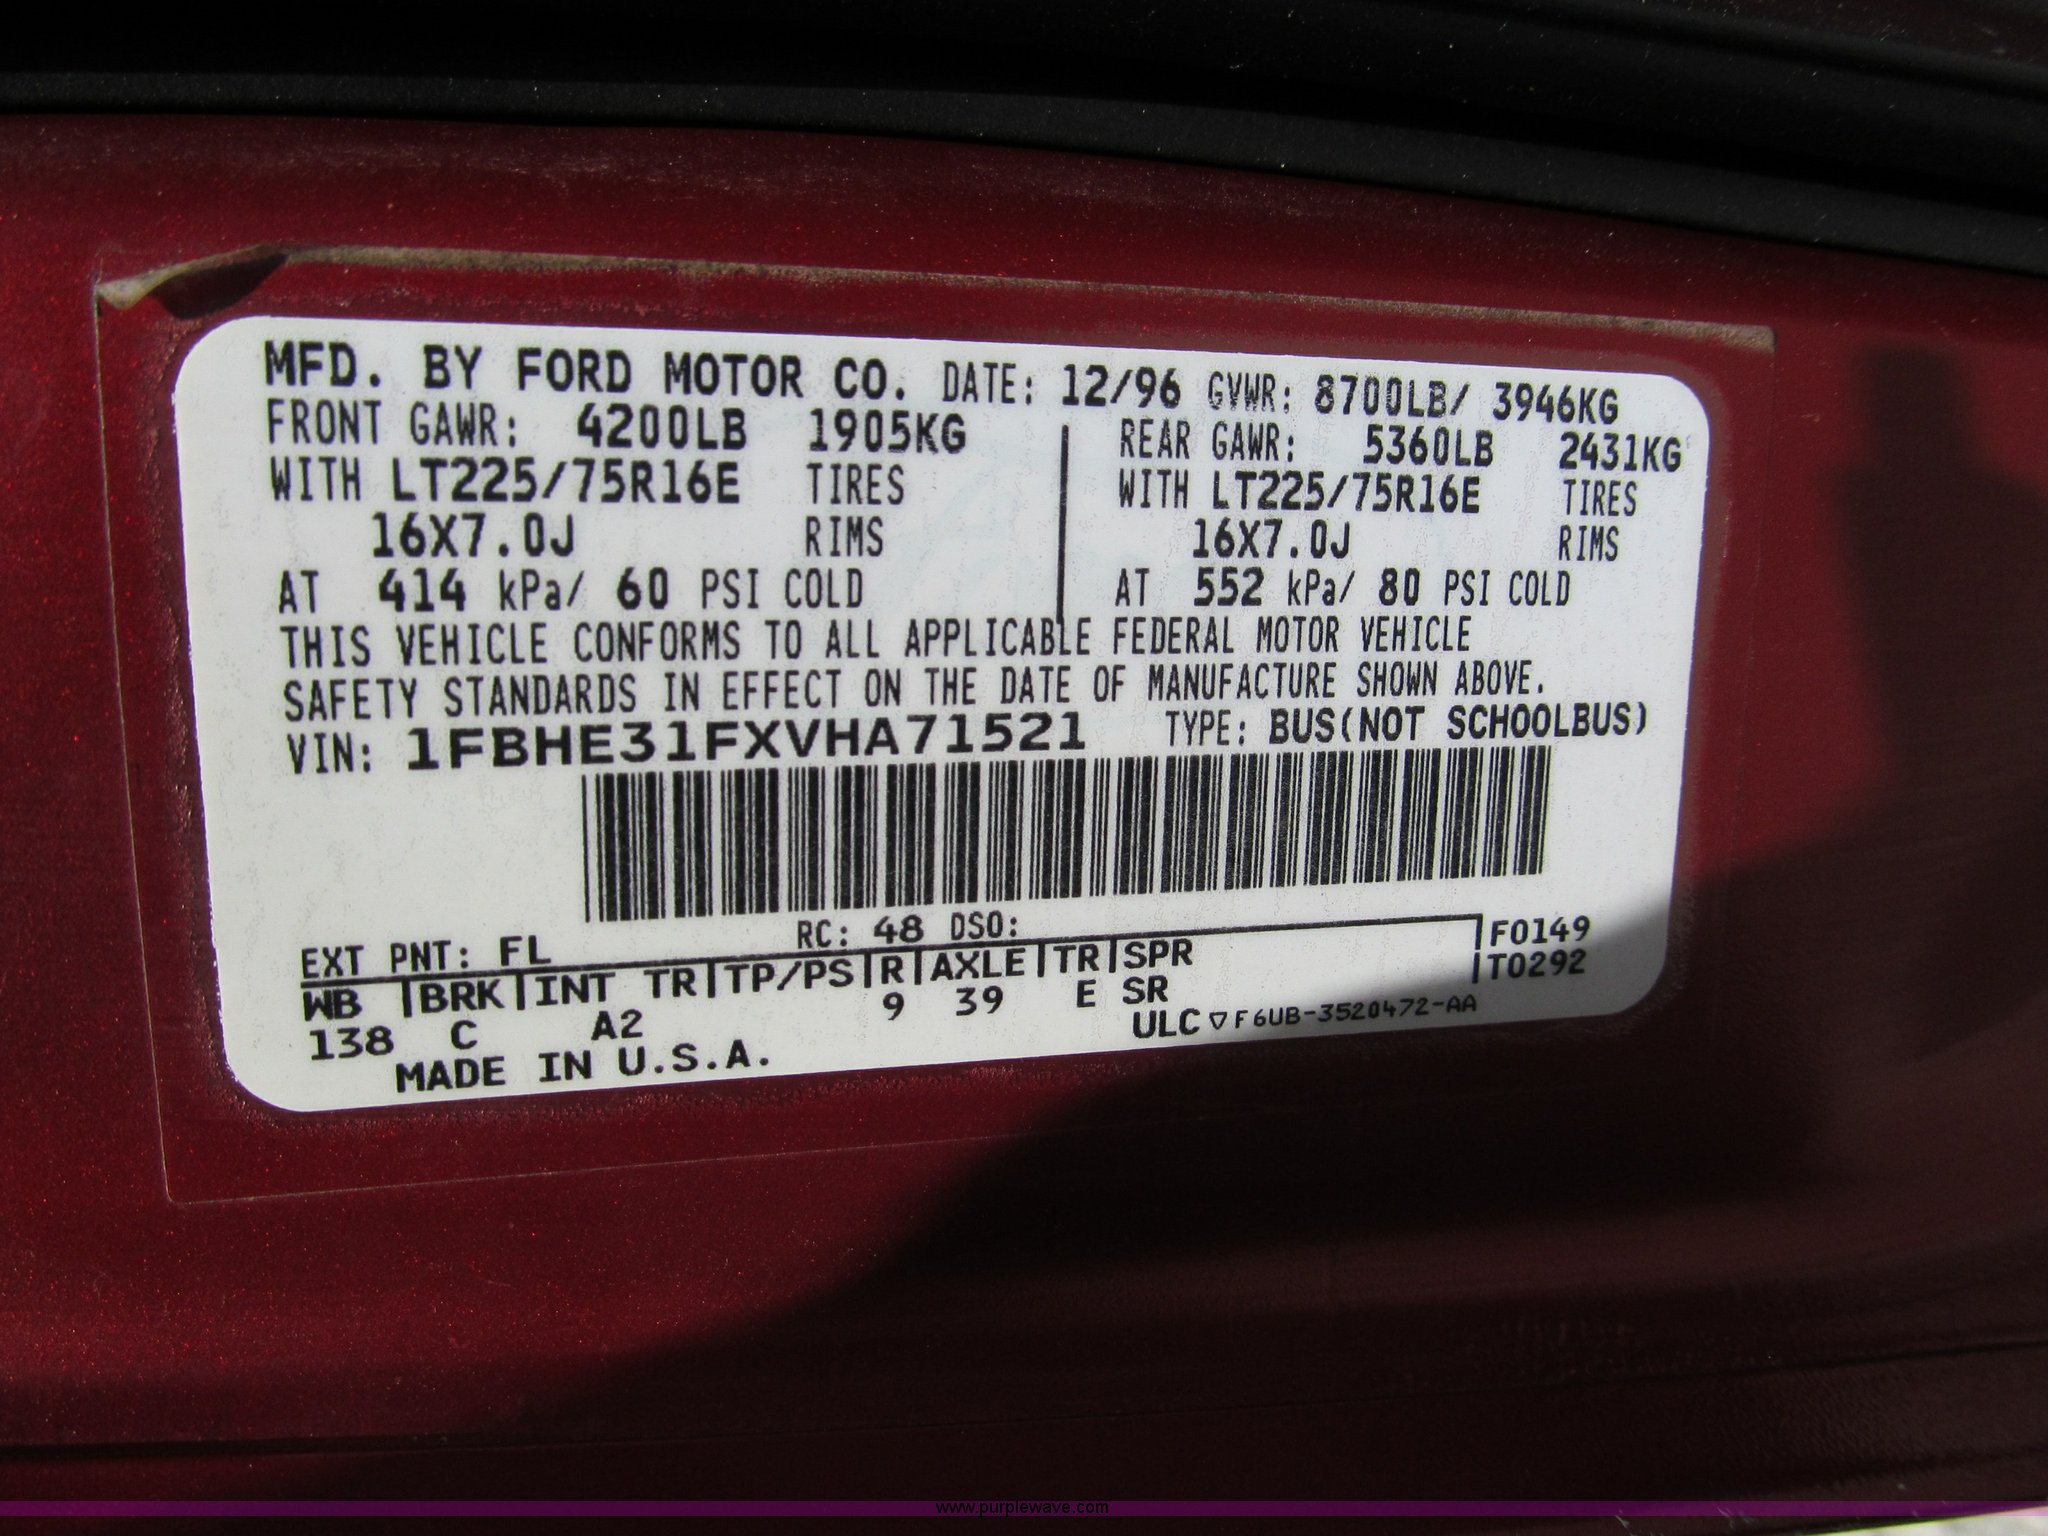 MFD. BY FORD MOTOR CO. DATE: 12/96 GVWR: 8700LB/ 3946KG
FRONT GAWR: 4200LB 1905KG REAR GAWR: 5360LB 2431KG
WITH LT225/75R16E TIRES WITH LT225/75R16E TIRES
16X7.0J RIMS 16X7.0J RIMS
AT 414 kPa/ 60 PSI COLD AT 552 kPa/ 80 PSI COLD
THIS VEHICLE CONFORMS TO ALL APPLICABLE FEDERAL MOTOR VEHICLE
SAFETY STANDARDS IN EFFECT ON THE DATE OF MANUFACTURE SHOWN ABOVE.
VIN: 1FBHE31FXVHA71521 TYPE: BUS(NOT SCHOOLBUS)
EXT PNT: FL RC: 48 DSO: F0149
WB BRK INT TR TP/PS R AXLE TR SPR T0292
138 C A2 9 39 E SR
MADE IN U.S.A. ULC ▽F6UB-3520472-AA
www.purplewave.com